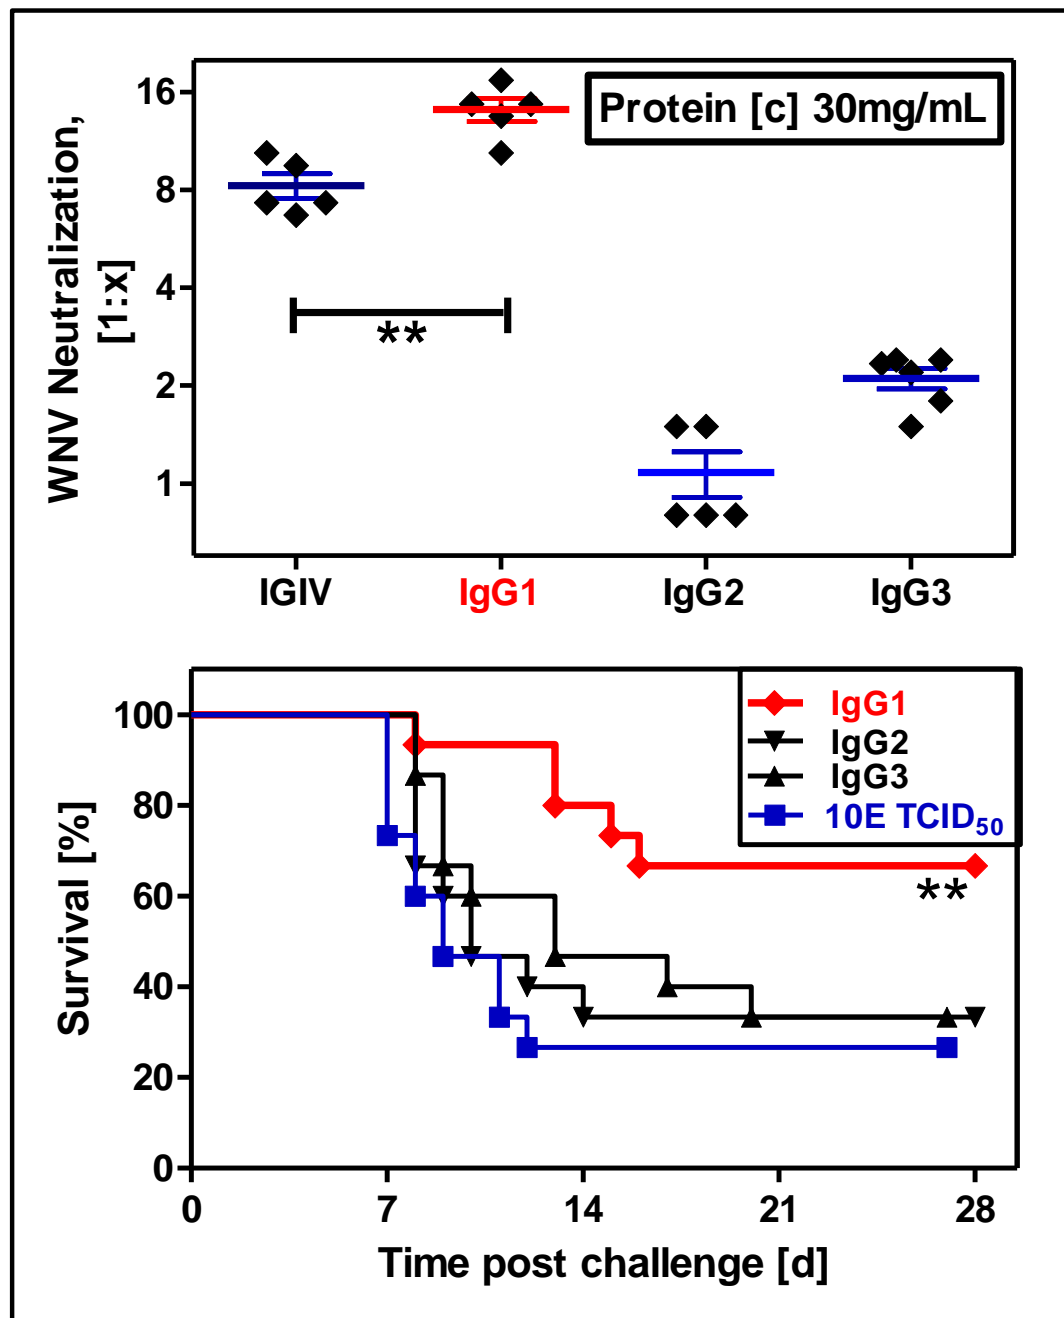 WNV Neutralization,
[1:x]
16
8
4
2
1
Protein [c] 30mg/mL
**
IGIV
IgG1
IgG2
IgG3
Survival [%]
100
80
60
40
20
0
IgG1
IgG2
IgG3
10E TCID50
**
0
7
14
21
28
Time post challenge [d]